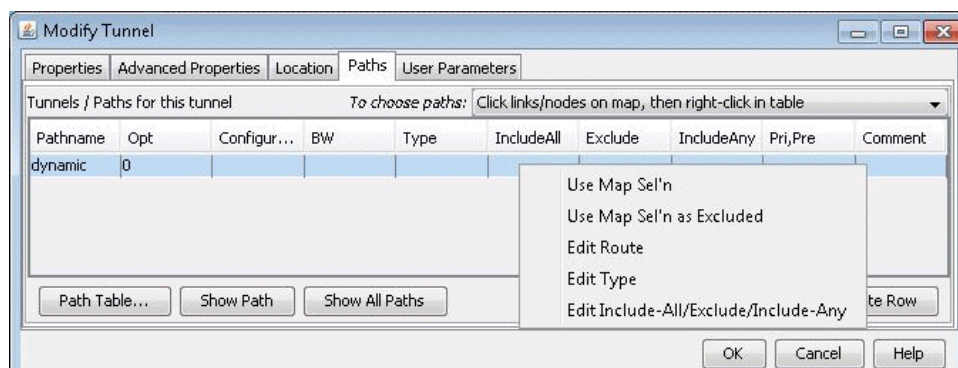 Modify Tunnel
Properties Advanced Properties Location Paths User Parameters
Tunnels / Paths for this tunnel To choose paths: Click links/nodes on map, then right-click in table
Pathname Opt Configur... BW Type IncludeAll Exclude IncludeAny Pri,Pre Comment
dynamic 0
Use Map Sel'n
Use Map Sel'n as Excluded
Edit Route
Edit Type
Edit Include-All/Exclude/Include-Any
Path Table... Show Path Show All Paths te Row
OK Cancel Help